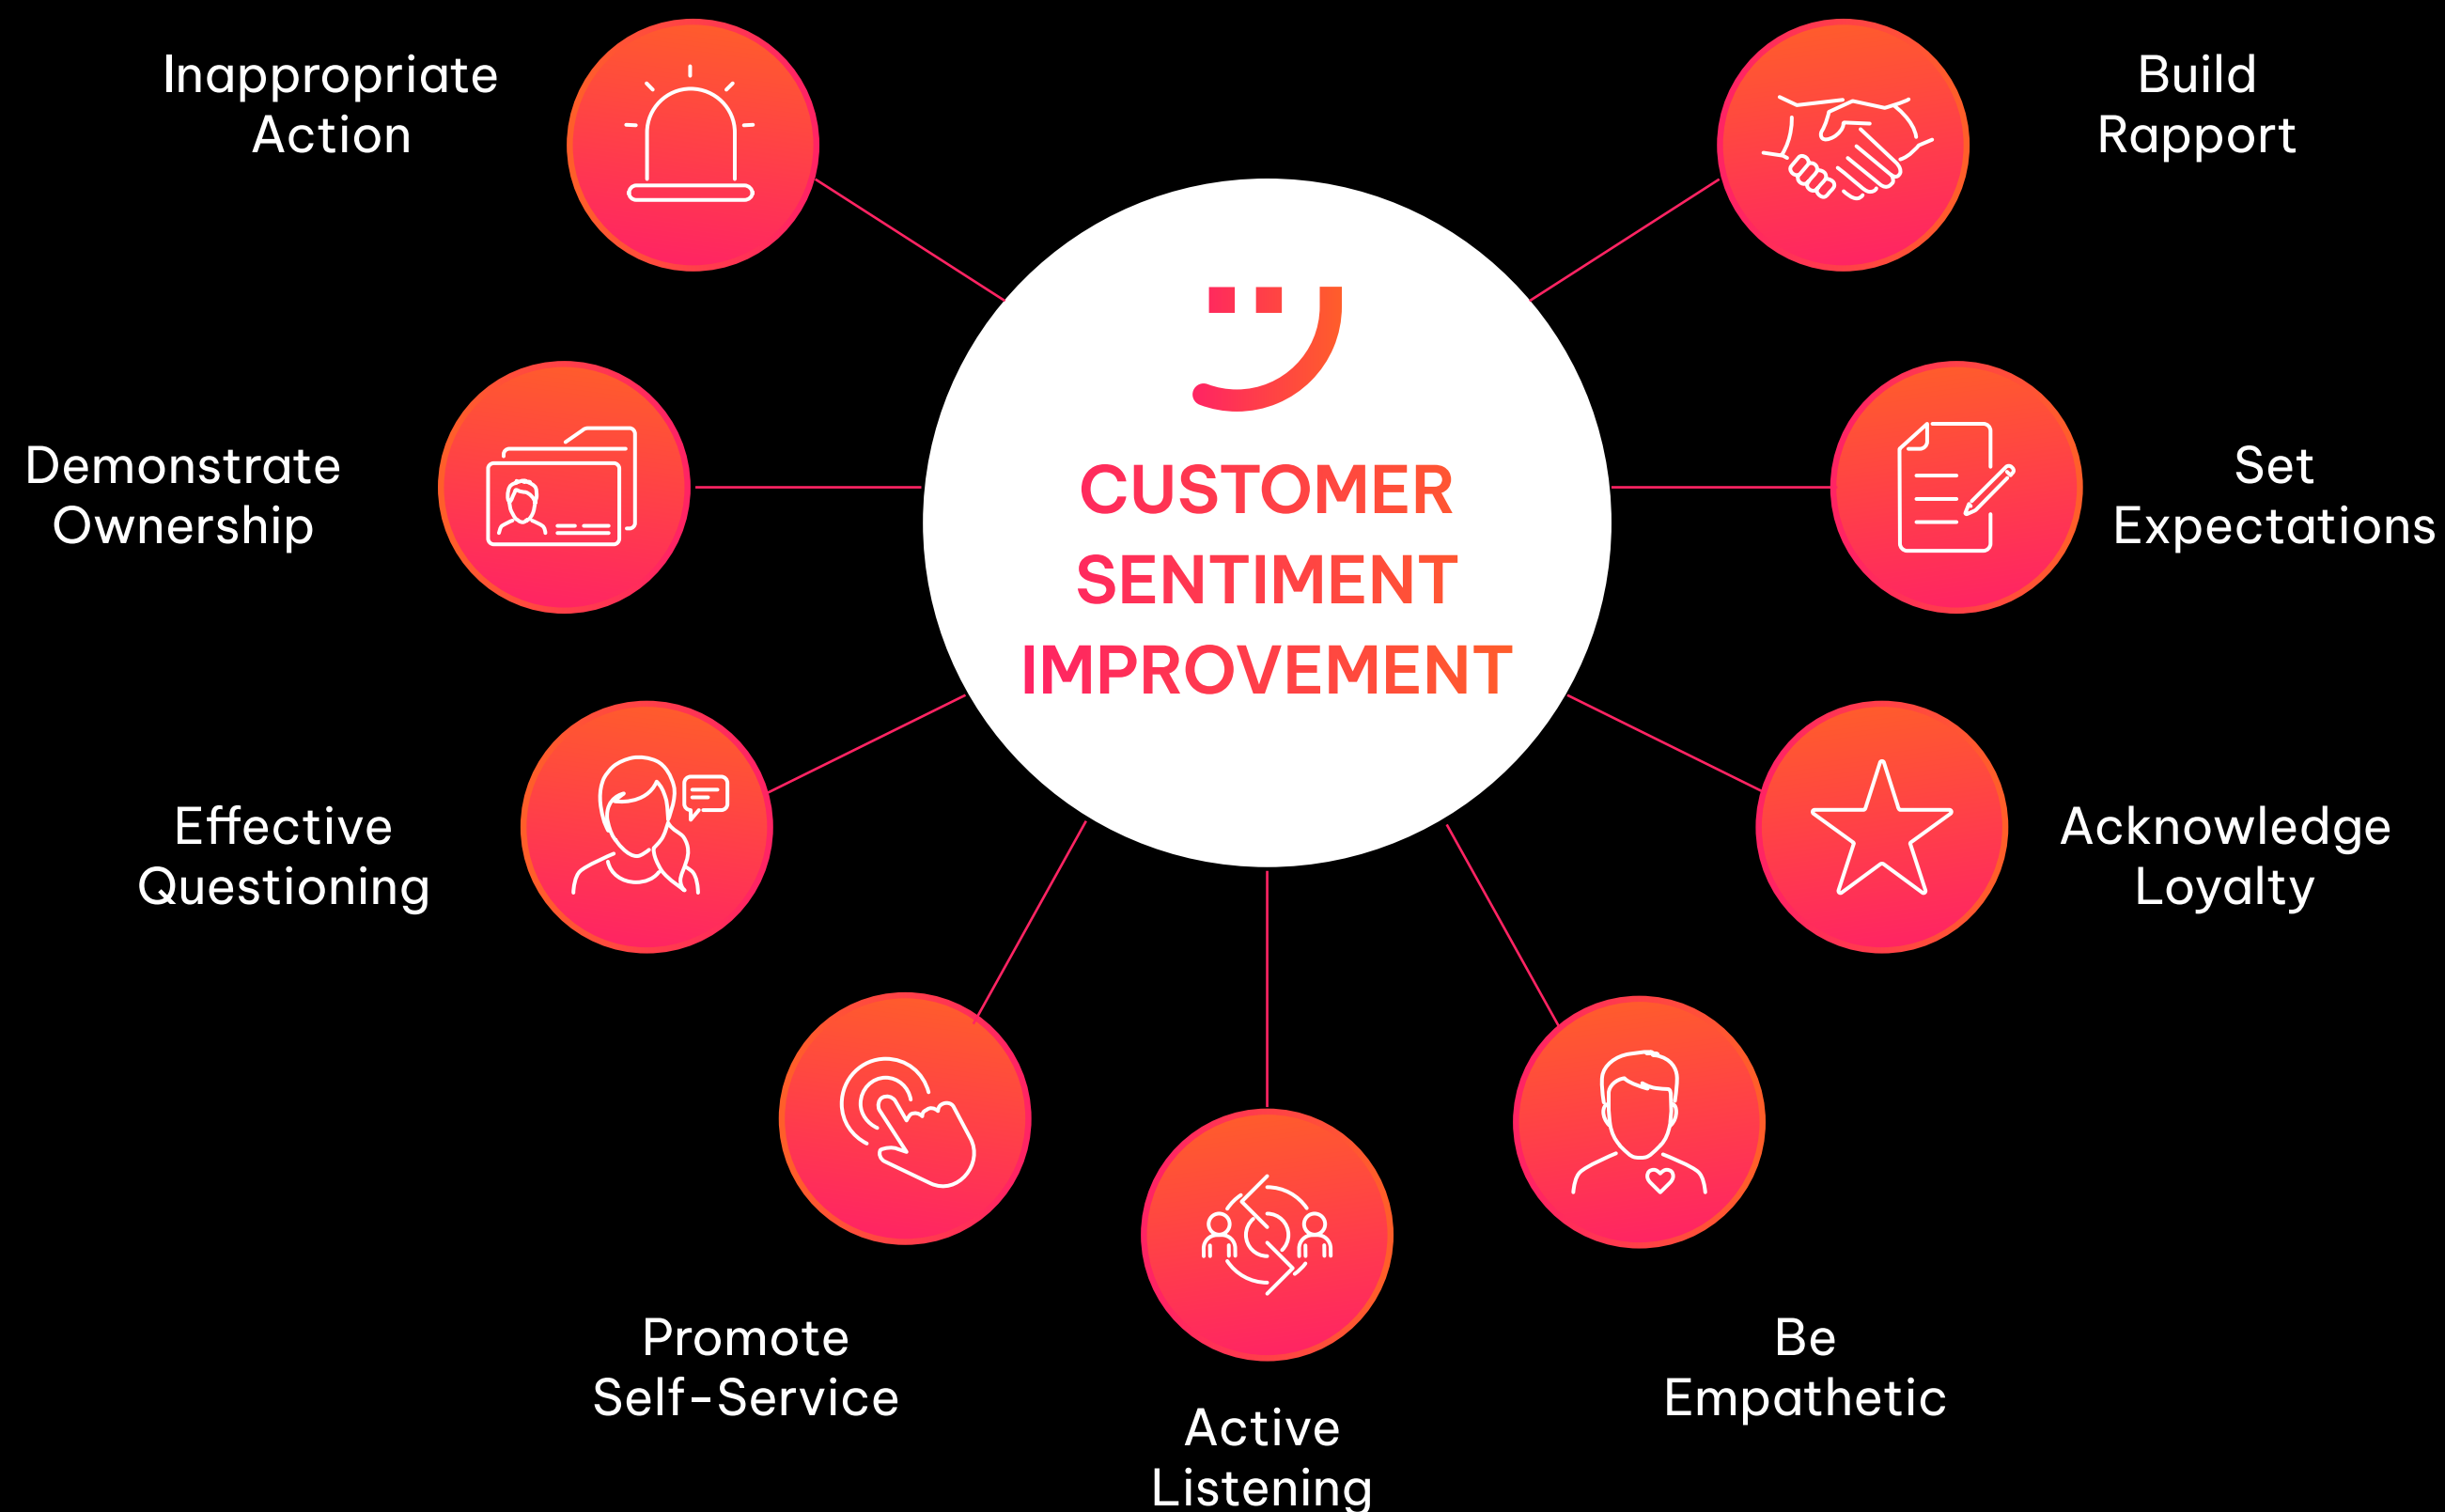 Inappropriate
Action
Build
Rapport
CUSTOMER
SENTIMENT
IMPROVEMENT
Demonstrate
Ownership
Set
Expectations
Effective
Questioning
Acknowledge
Loyalty
Promote
Self-Service
Active
Listening
Be
Empathetic